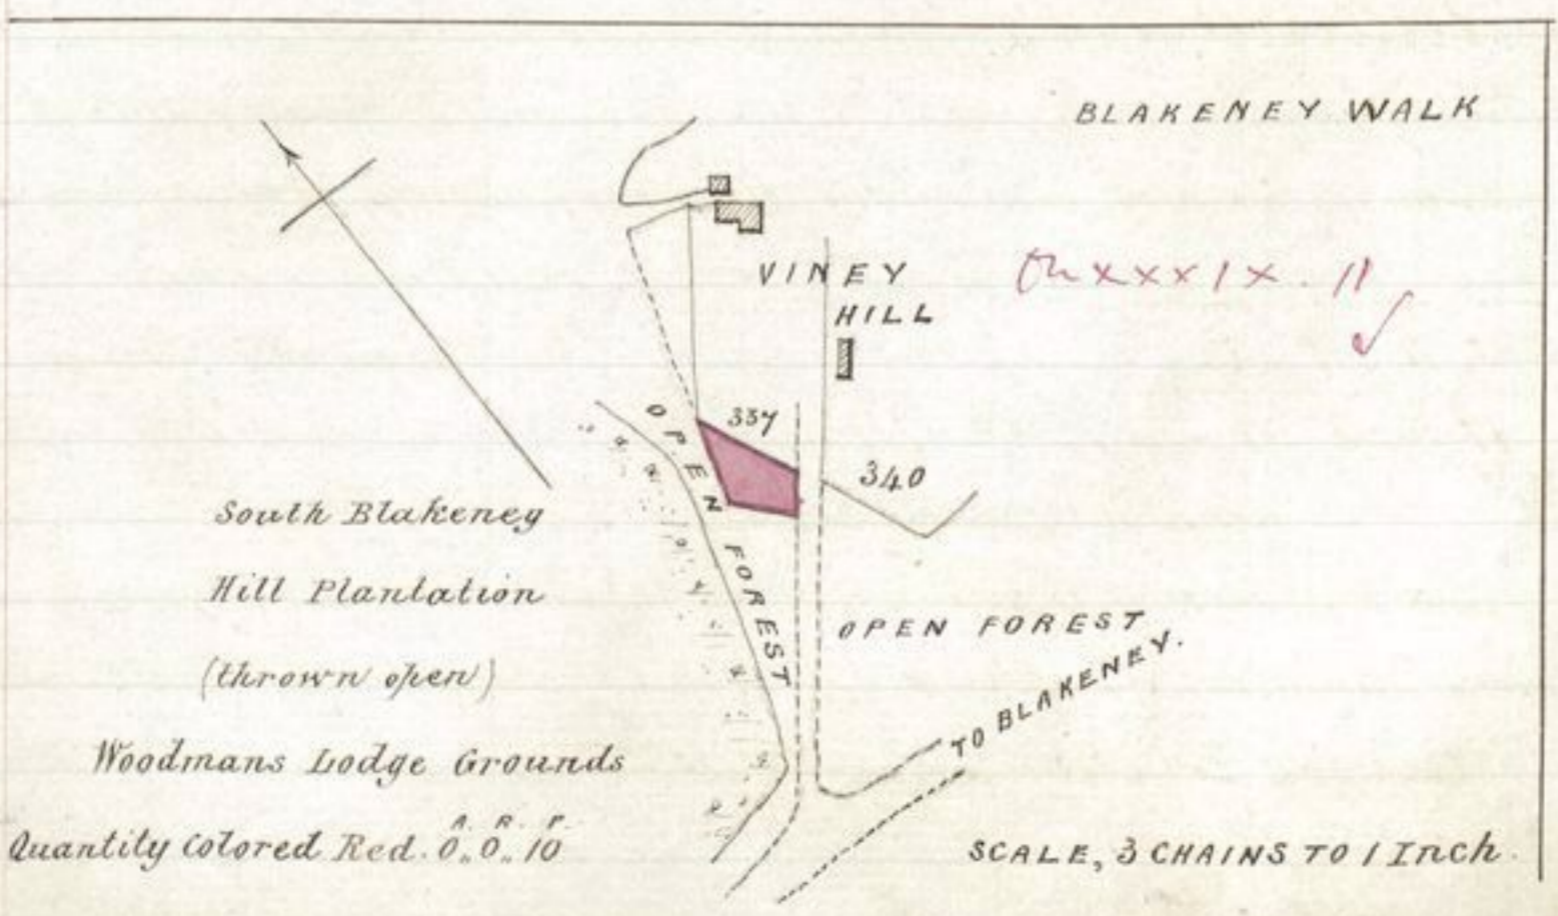 BLAKENEY WALK
VINEY
HILL
XXXIX. 11
OPEN FOREST
337
340
South Blakeney
Hill Plantation
(thrown open)
OPEN FOREST
TO BLAKENEY.
Woodmans Lodge Grounds
A. R. P.
Quantity Colored Red. 0,, 0,, 10
SCALE, 3 CHAINS TO 1 Inch.